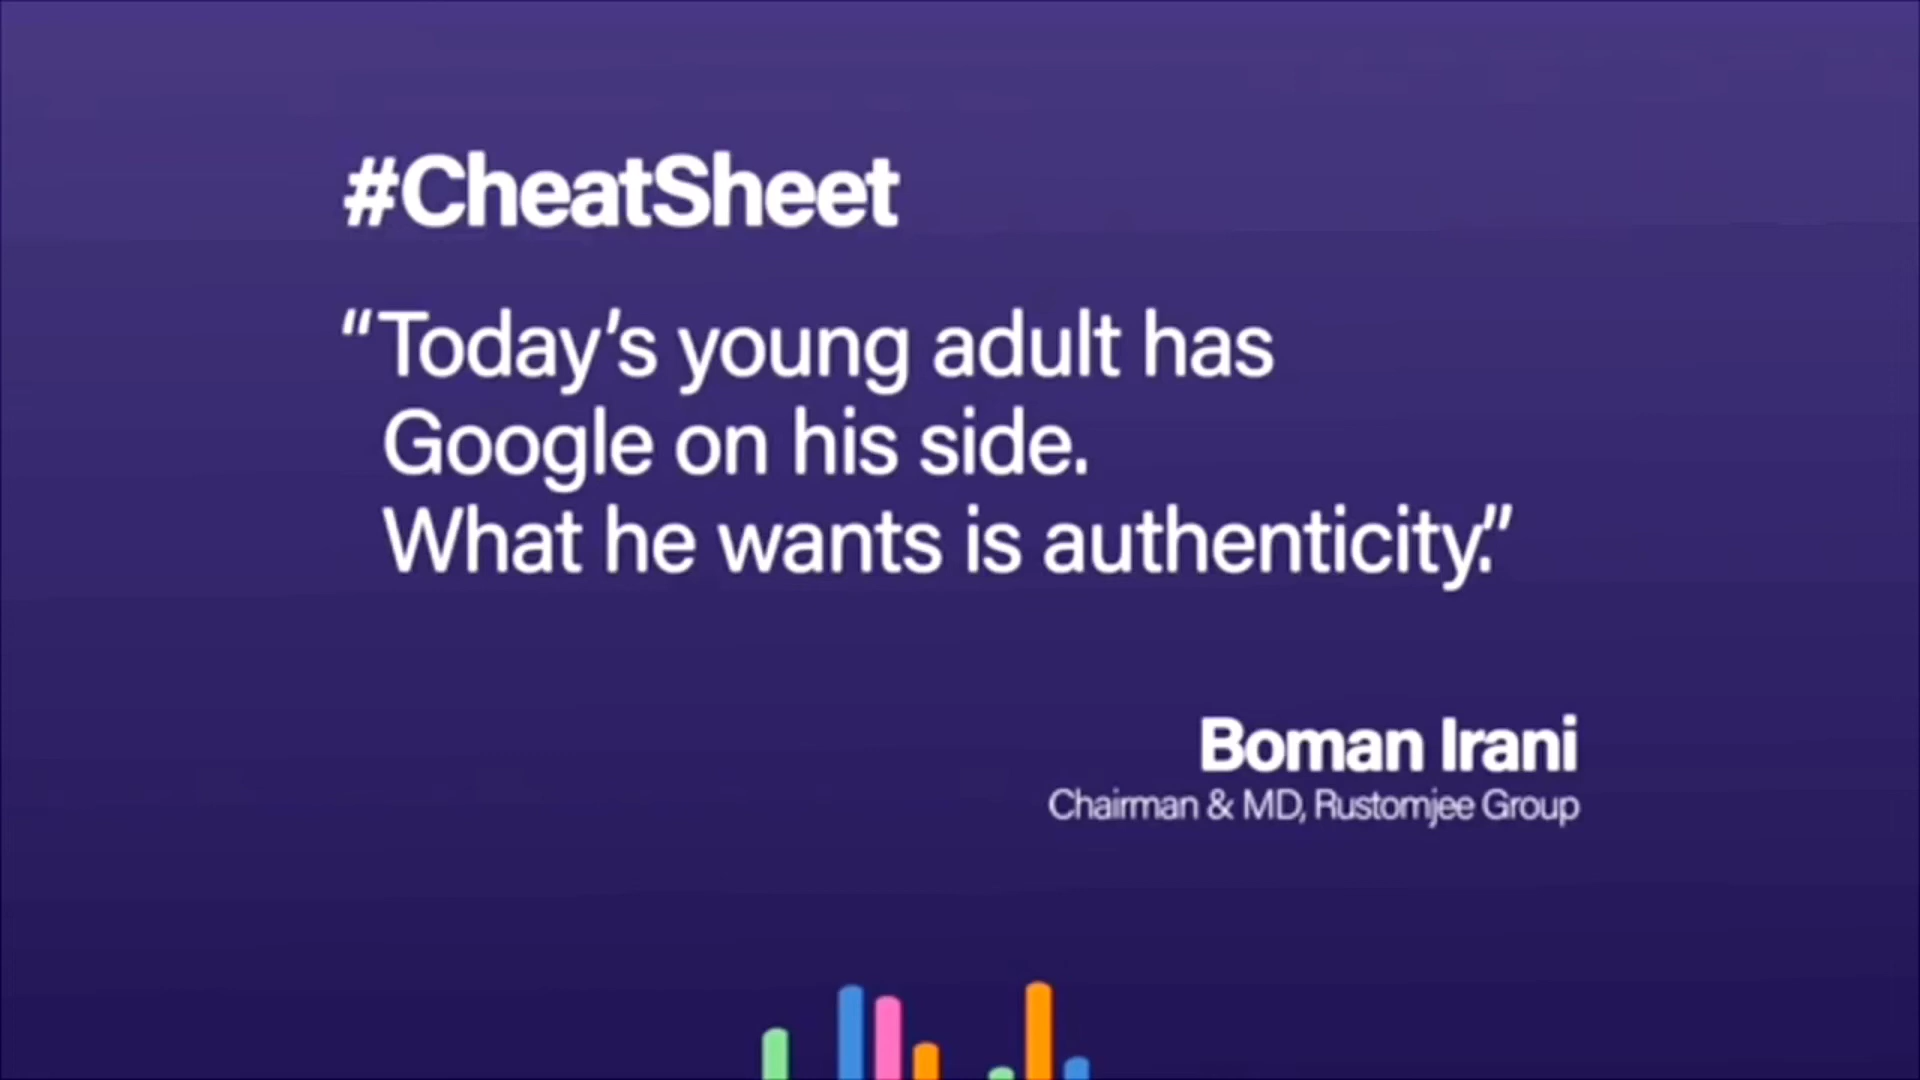 #CheatSheet
“Today’s young adult has
Google on his side.
What he wants is authenticity.”
Boman Irani
Chairman & MD, Rustomjee Group